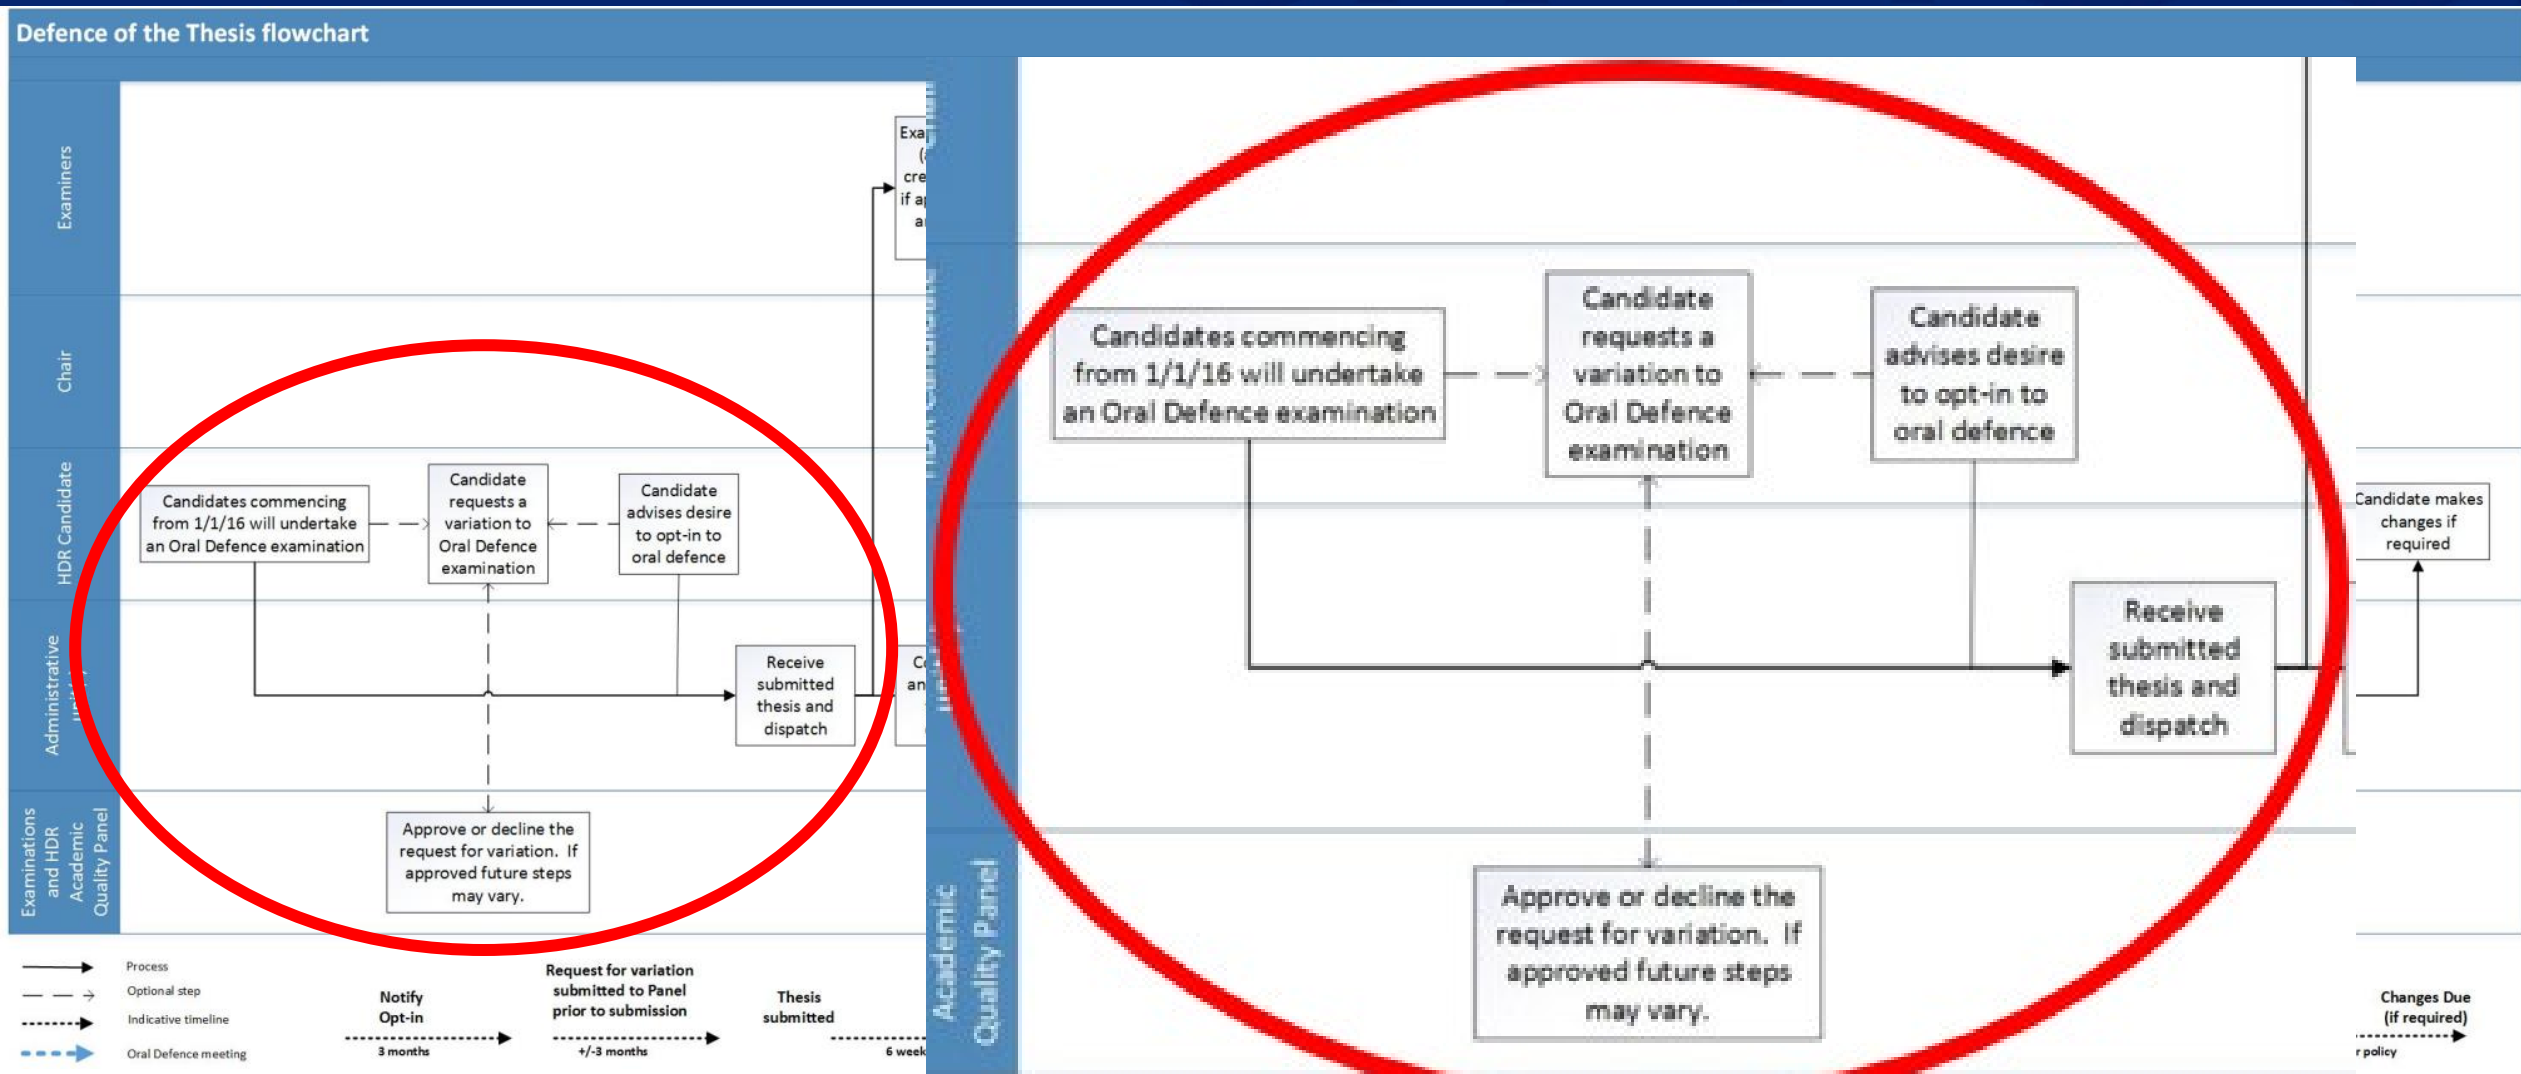 Defence of the Thesis flowchart
Examiners
Chair
HDR Candidate
Administrative
Examinations
and HDR
Academic
Quality Panel
Candidates commencing
from 1/1/16 will undertake
an Oral Defence examination
Candidate
requests a
variation to
Oral Defence
examination
Candidate
advises desire
to opt-in to
oral defence
Receive
submitted
thesis and
dispatch
Approve or decline the
request for variation. If
approved future steps
may vary.
if
HDR Candidate
Academic
Quality Panel
Candidates commencing
from 1/1/16 will undertake
an Oral Defence examination
Candidate
requests a
variation to
Oral Defence
examination
Candidate
advises desire
to opt-in to
oral defence
Receive
submitted
thesis and
dispatch
Approve or decline the
request for variation. If
approved future steps
may vary.
Candidate makes
changes if
required
Process
Optional step
Indicative timeline
Oral Defence meeting
Notify
Opt-in
3 months
Request for variation
submitted to Panel
prior to submission
+/-3 months
Thesis
submitted
6 week
Changes Due
(if required)
policy